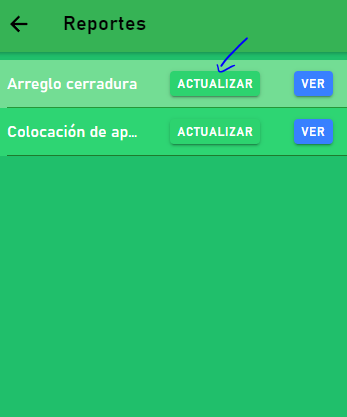 Reportes
Arreglo cerradura ACTUALIZAR VER
Colocación de ap... ACTUALIZAR VER